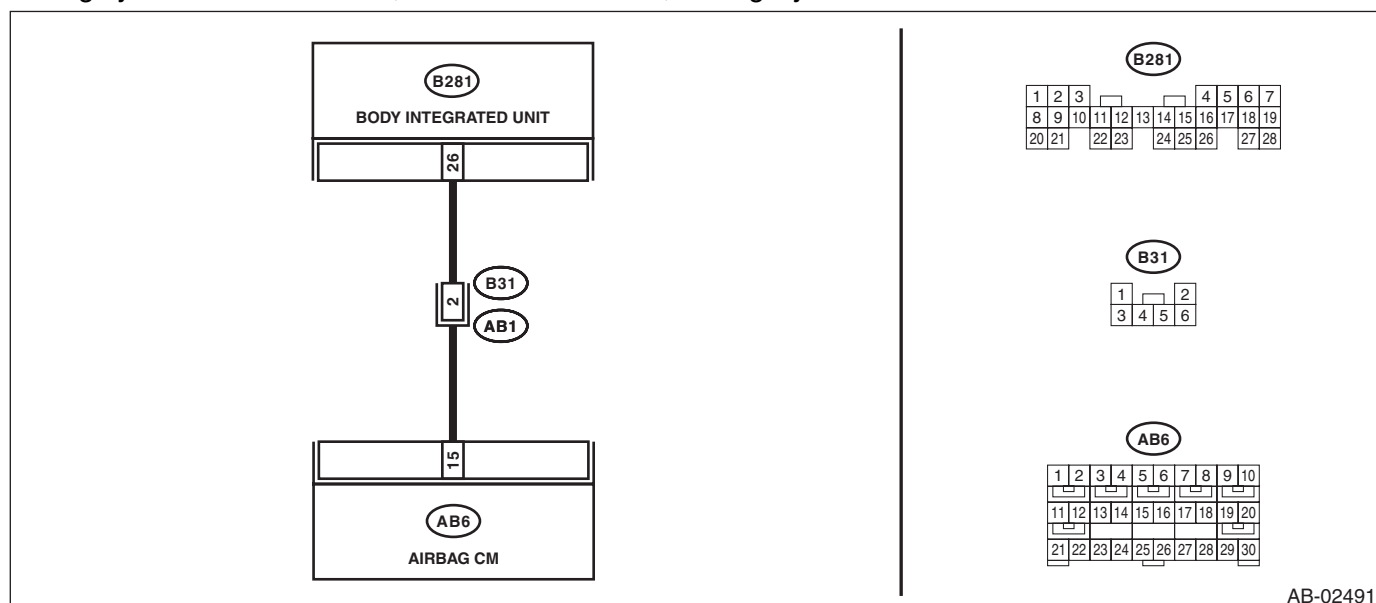 B281
BODY INTEGRATED UNIT
26
2
B31
AB1
15
AB6
AIRBAG CM
B281
1 2 3 4 5 6 7
8 9 10 11 12 13 14 15 16 17 18 19
20 21 22 23 24 25 26 27 28
B31
1 2
3 4 5 6
AB6
1 2 3 4 5 6 7 8 9 10
11 12 13 14 15 16 17 18 19 20
21 22 23 24 25 26 27 28 29 30
AB-02491